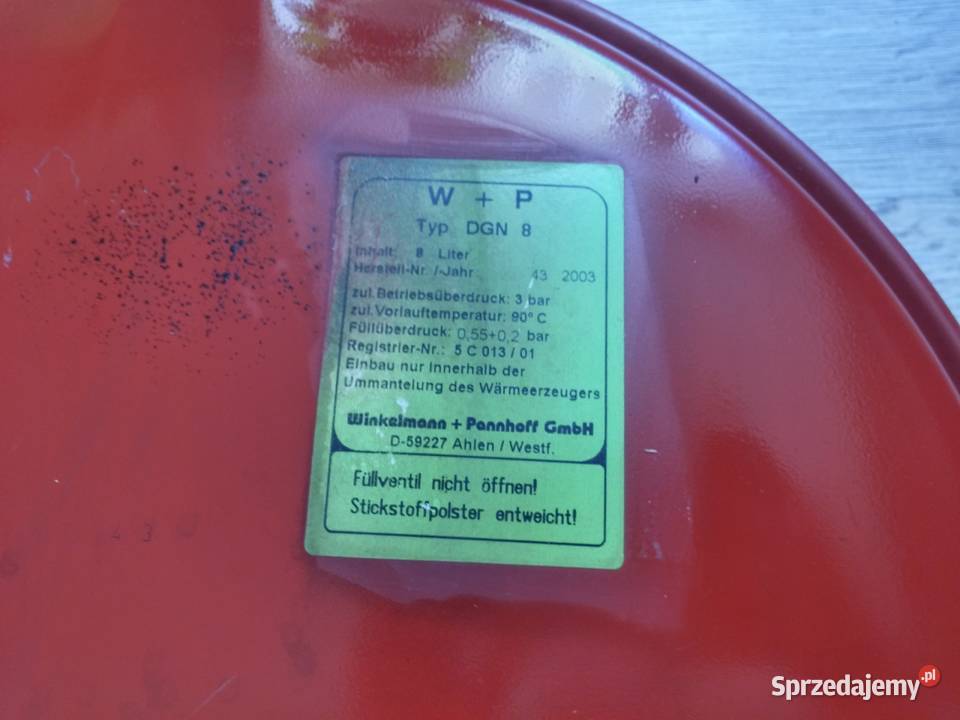 W + P
Typ DGN 8
Inhalt: 8 Liter
Herstell-Nr. /-Jahr 43 2003
zul.Betriebsüberdruck: 3 bar
zul.Vorlauftemperatur: 90° C
Füllüberdruck: 0,55+0,2 bar
Registrier-Nr.: 5 C 013 / 01
Einbau nur innerhalb der
Ummantelung des Wärmeerzeugers
Winkelmann + Pannhoff GmbH
D-59227 Ahlen / Westf.
Füllventil nicht öffnen!
Stickstoffpolster entweicht!
Sprzedajemy.pl